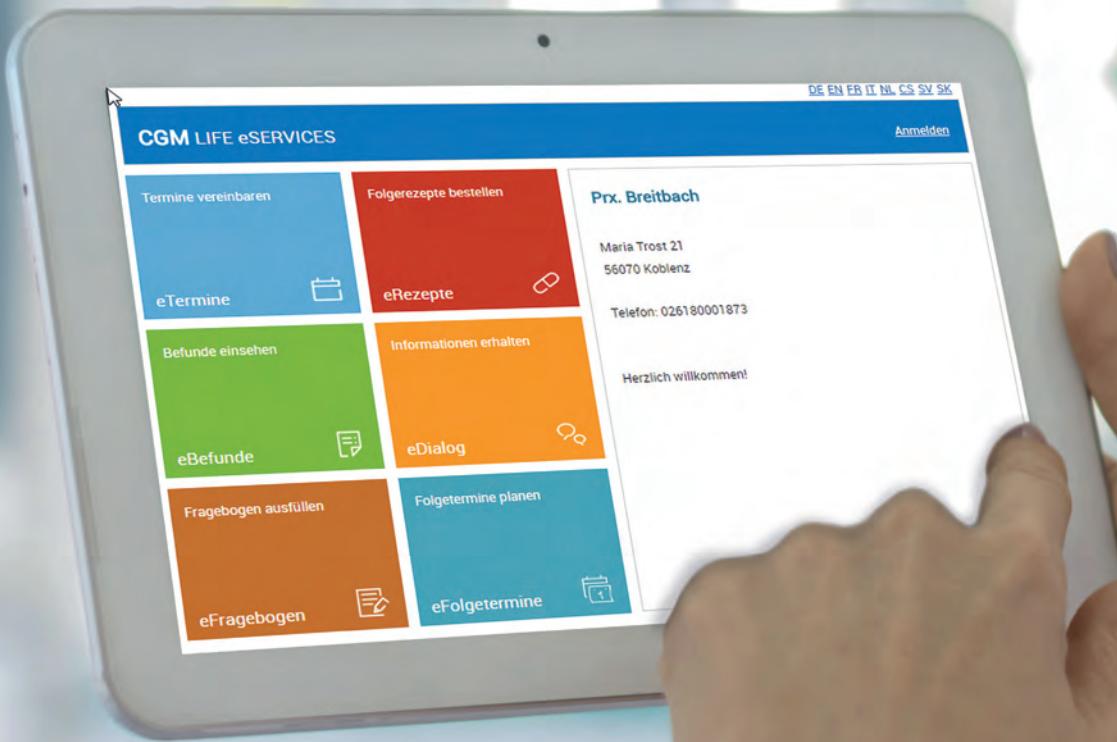 DE EN FR IT NL CS SV SK
CGM LIFE eSERVICES
Anmelden
Termine vereinbaren
eTermine
Folgerezepte bestellen
eRezepte
Befunde einsehen
eBefunde
Informationen erhalten
eDialog
Fragebogen ausfüllen
eFragebogen
Folgetermine planen
1
eFolgetermine
Prx. Breitbach
Maria Trost 21
56070 Koblenz
Telefon: 026180001873
Herzlich willkommen!